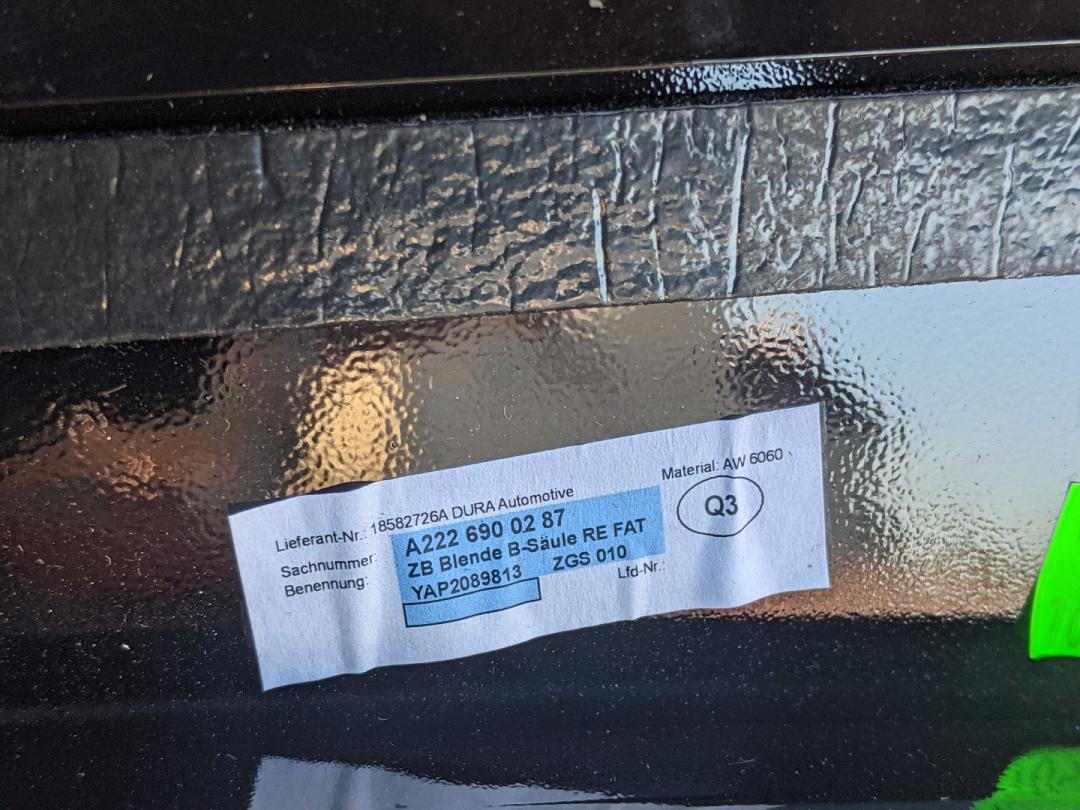 Lieferant-Nr.: 18582726A DURA Automotive
Material: AW 6060
Sachnummer: A222 690 02 87
Q3
Benennung: ZB Blende B-Säule RE FAT
YAP2089813 ZGS 010
Lfd-Nr.: